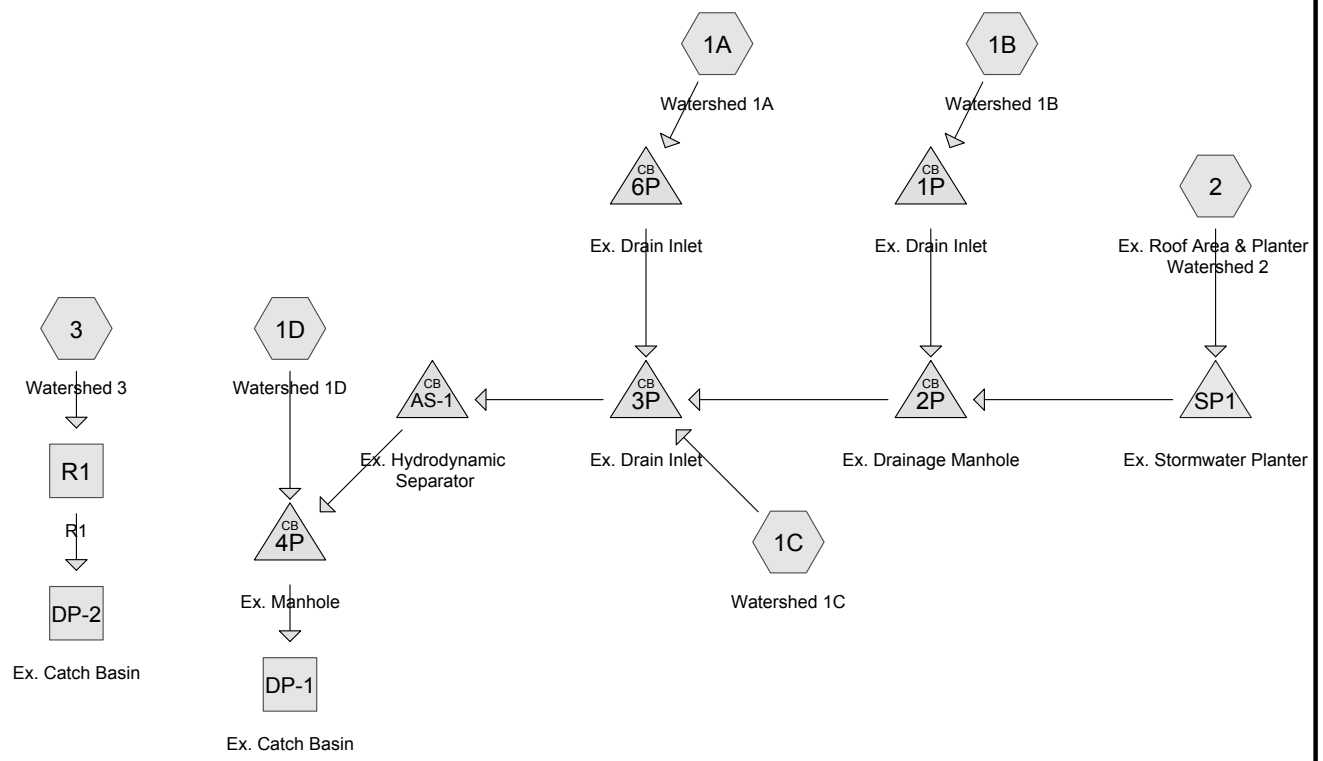 1A
1B
Watershed 1A
Watershed 1B
CB
6P
CB
1P
2
Ex. Drain Inlet
Ex. Drain Inlet
Ex. Roof Area & Planter
Watershed 2
3
1D
Watershed 3
Watershed 1D
CB
AS-1
CB
3P
CB
2P
SP1
R1
Ex. Hydrodynamic
Separator
Ex. Drain Inlet
Ex. Drainage Manhole
Ex. Stormwater Planter
R1
CB
4P
1C
DP-2
Ex. Manhole
Watershed 1C
Ex. Catch Basin
DP-1
Ex. Catch Basin